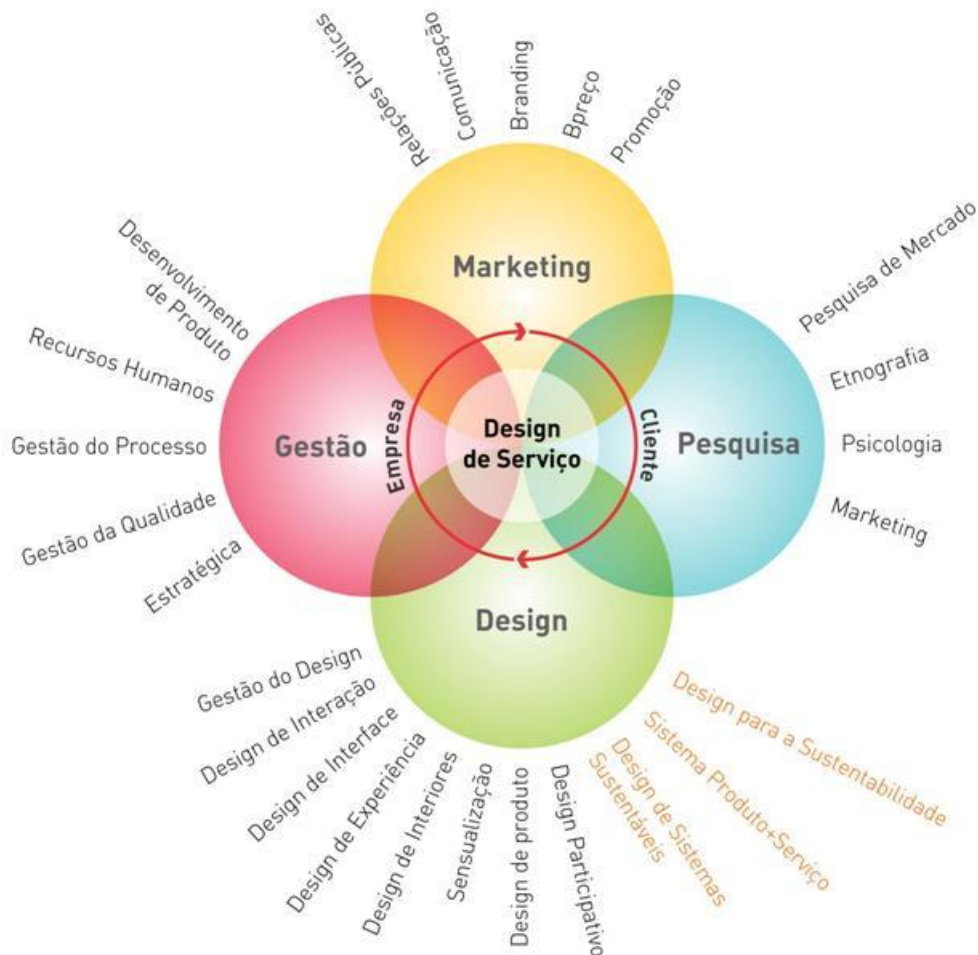 Relações Públicas
Comunicação
Branding
Bpreço
Promoção
Marketing
Pesquisa de Mercado
Etnografia
Psicologia
Marketing
Pesquisa
Cliente
Design
de Serviço
Empresa
Gestão
Desenvolvimento
de Produto
Recursos Humanos
Gestão do Processo
Gestão da Qualidade
Estratégica
Design
Gestão do Design
Design de Interação
Design de Interface
Design de Experiência
Design de Interiores
Sensualização
Design de produto
Design Participativo
Design de Sistemas
Sustentáveis
Sistema Produto+Serviço
Design para a Sustentabilidade